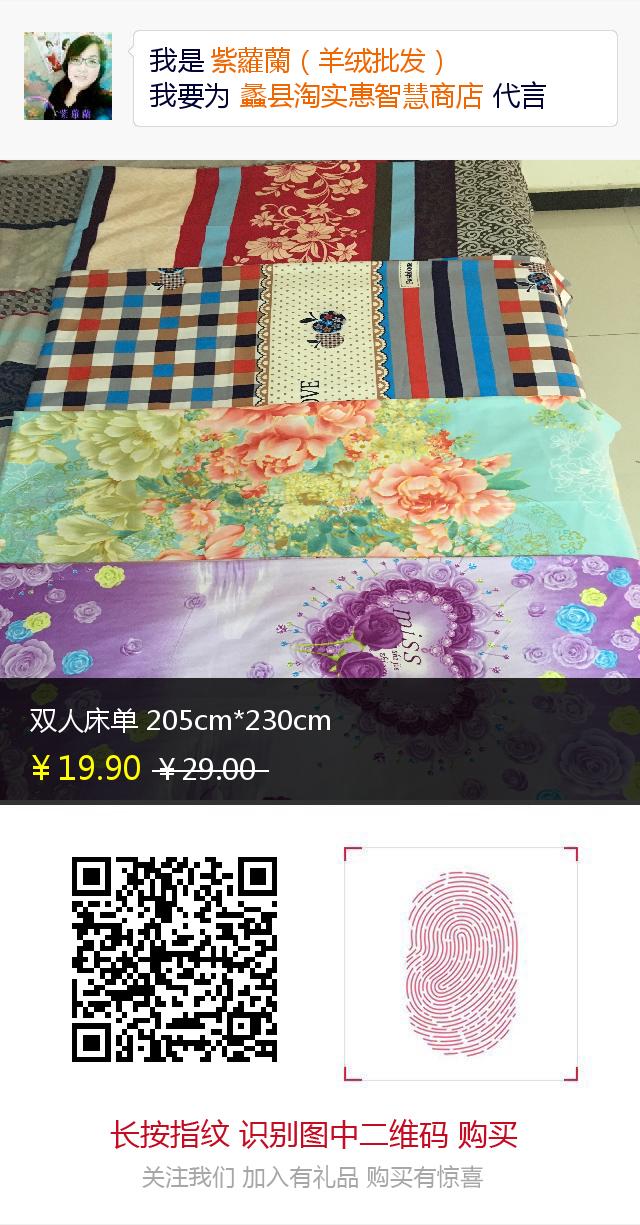 我是 紫蘿蘭（羊绒批发）
我要为 蠡县淘实惠智慧商店 代言
紫蘿蘭
fashion
OVE
miss
双人床单 205cm*230cm
￥19.90 ￥29.00
长按指纹 识别图中二维码 购买
关注我们 加入有礼品 购买有惊喜